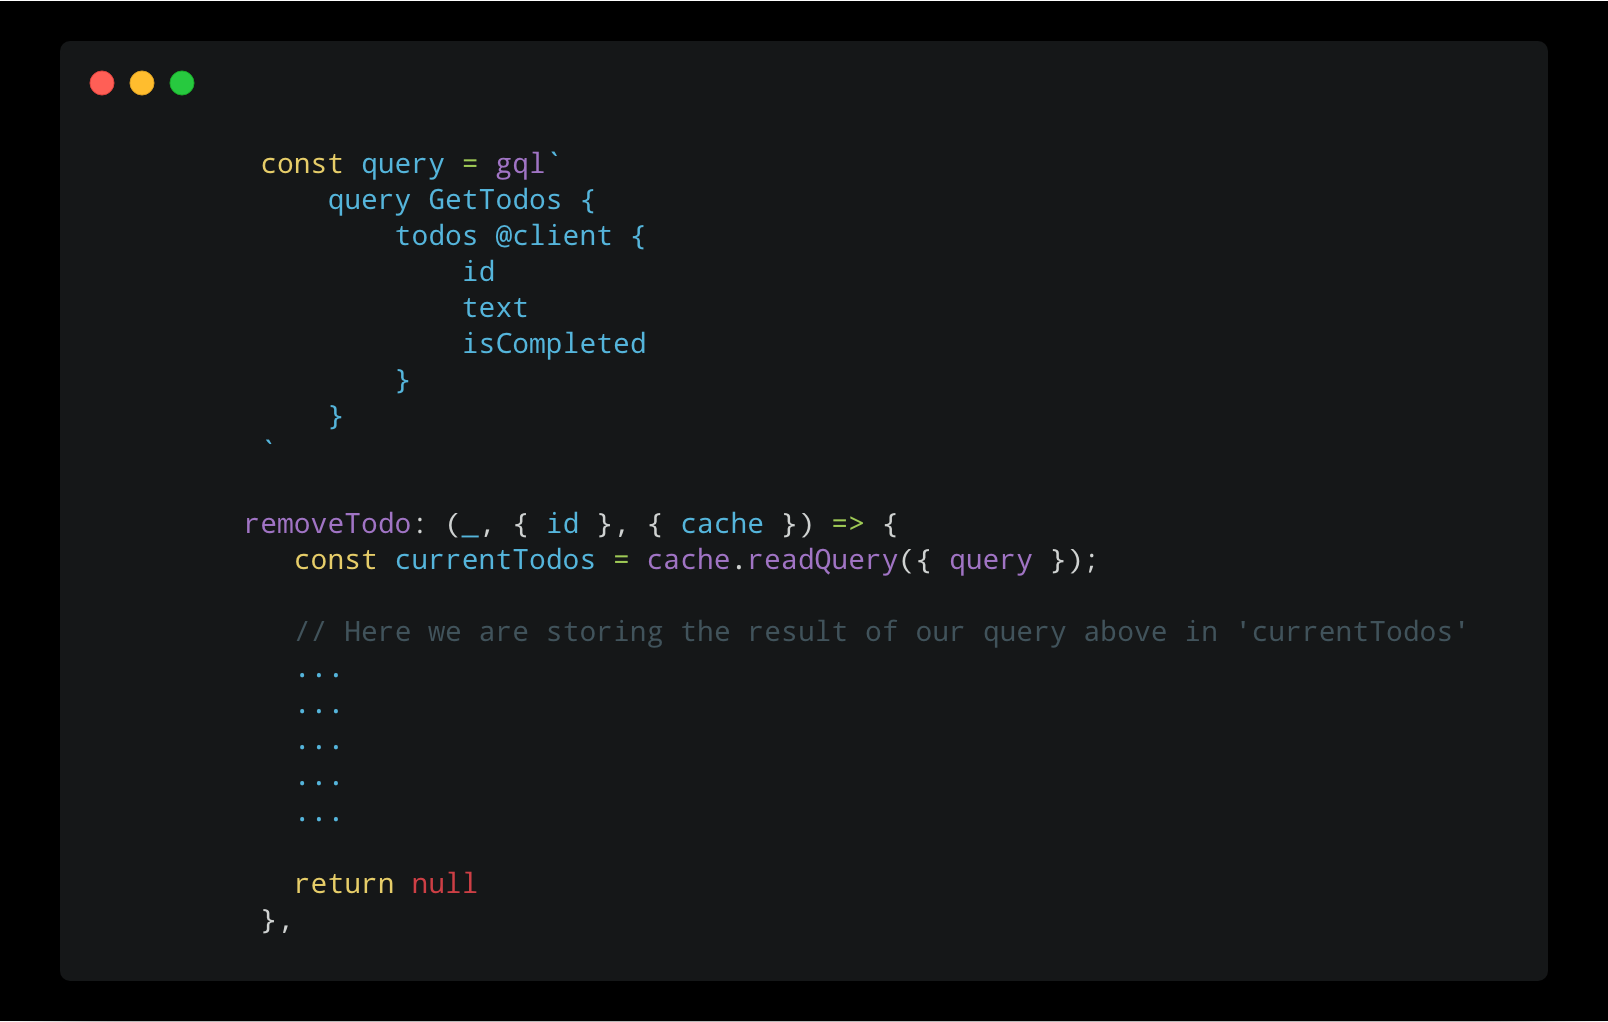 const query = gql`
query GetTodos {
todos @client {
id
text
isCompleted
}
}
`
removeTodo: (_, { id }, { cache }) => {
const currentTodos = cache.readQuery({ query });
// Here we are storing the result of our query above in 'currentTodos'
...
...
...
...
...
return null
},